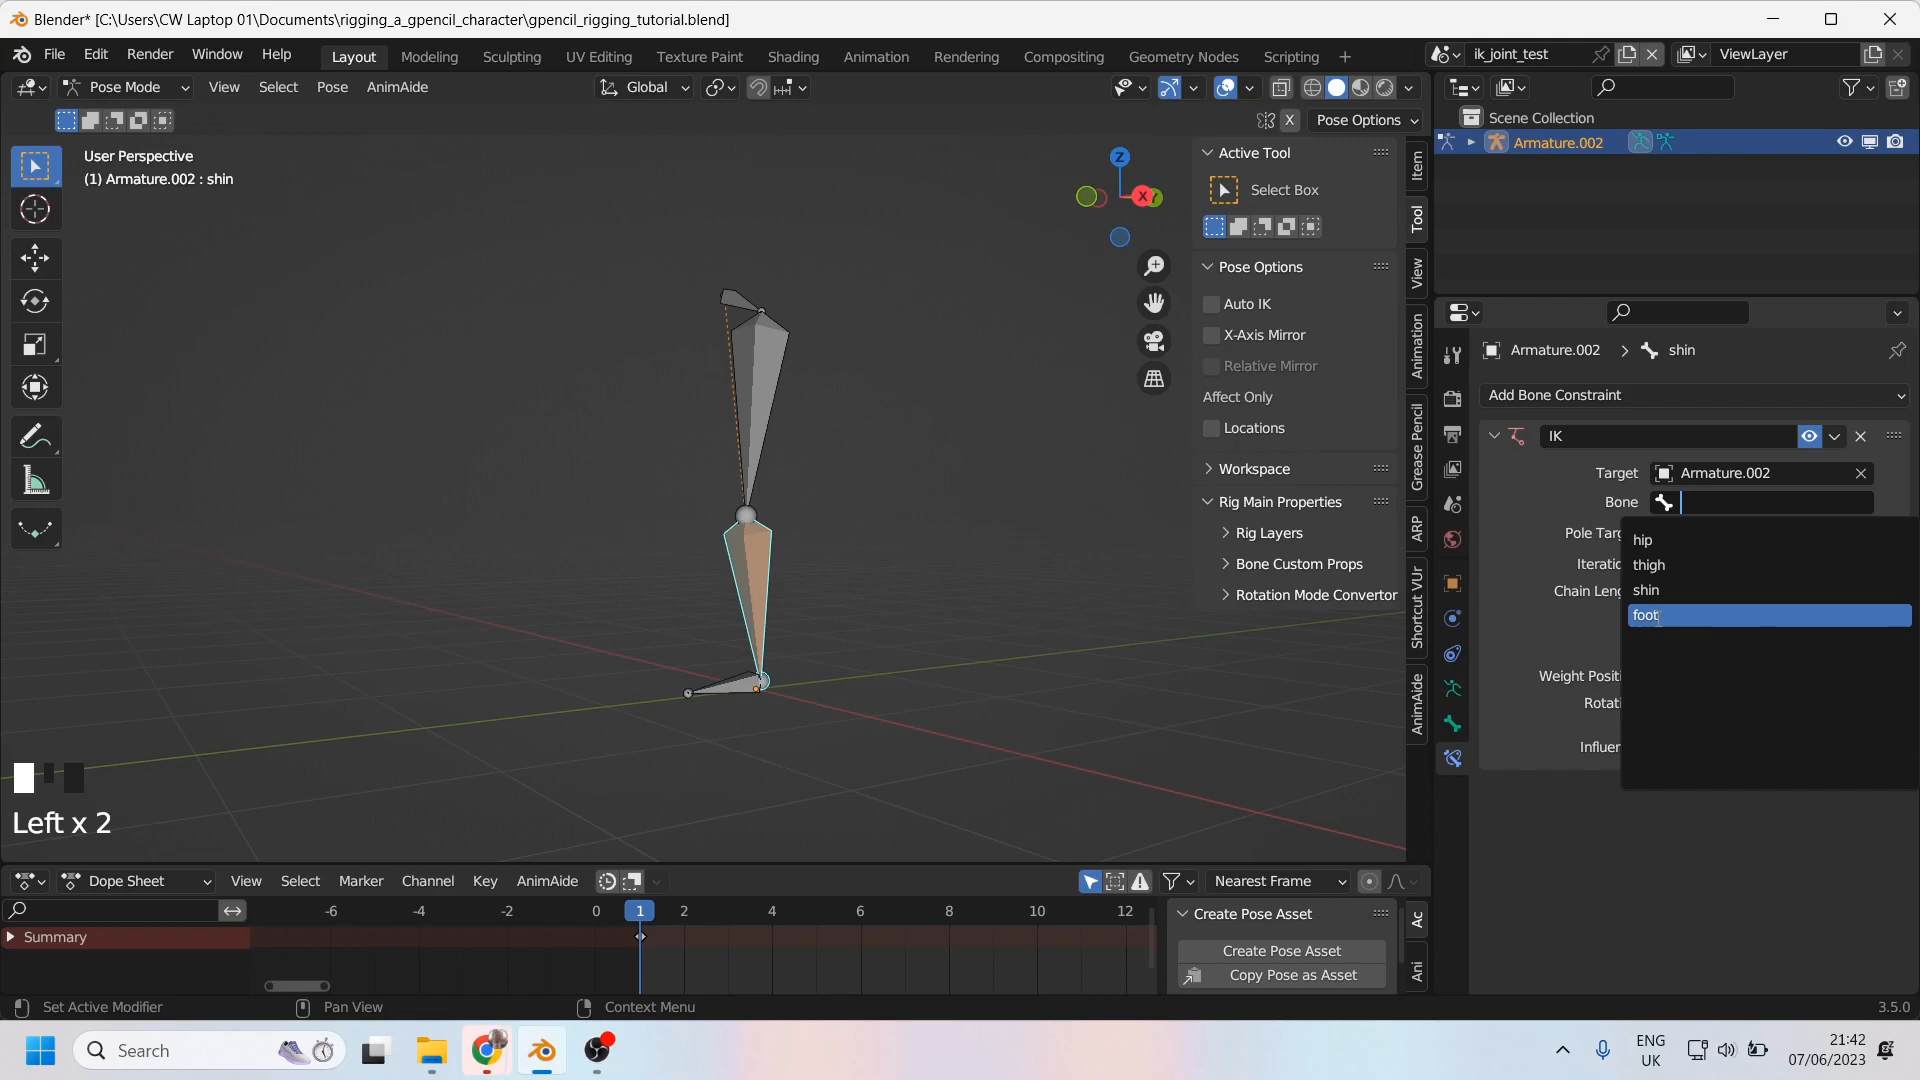 Blender* [C:\Users\CW Laptop 01\Documents\rigging_a_gpencil_character\gpencil_rigging_tutorial.blend]
File Edit Render Window Help Layout Modeling Sculpting UV Editing Texture Paint Shading Animation Rendering Compositing Geometry Nodes Scripting + ik_joint_test ViewLayer
Pose Mode View Select Pose AnimAide Global
X Pose Options
Scene Collection
Armature.002
User Perspective
(1) Armature.002 : shin
Z
X
Y
Active Tool
Select Box
Pose Options
Auto IK
X-Axis Mirror
Relative Mirror
Affect Only
Locations
Workspace
Rig Main Properties
Rig Layers
Bone Custom Props
Rotation Mode Convertor
Item
Tool
View
Animation
Grease Pencil
ARP
Shortcut VUr
AnimAide
Armature.002 > shin
Add Bone Constraint
IK
Target Armature.002
Bone
Pole Targ
Iteratio
Chain Leng
Weight Positi
Rotati
Influen
hip
thigh
shin
foot
Left x 2
Dope Sheet View Select Marker Channel Key AnimAide Nearest Frame
-6 -4 -2 0 1 2 4 6 8 10 12
Summary
Create Pose Asset
Create Pose Asset
Copy Pose as Asset
Ac
Ani
Set Active Modifier Pan View Context Menu 3.5.0
Search
ENG
UK
21:42
07/06/2023